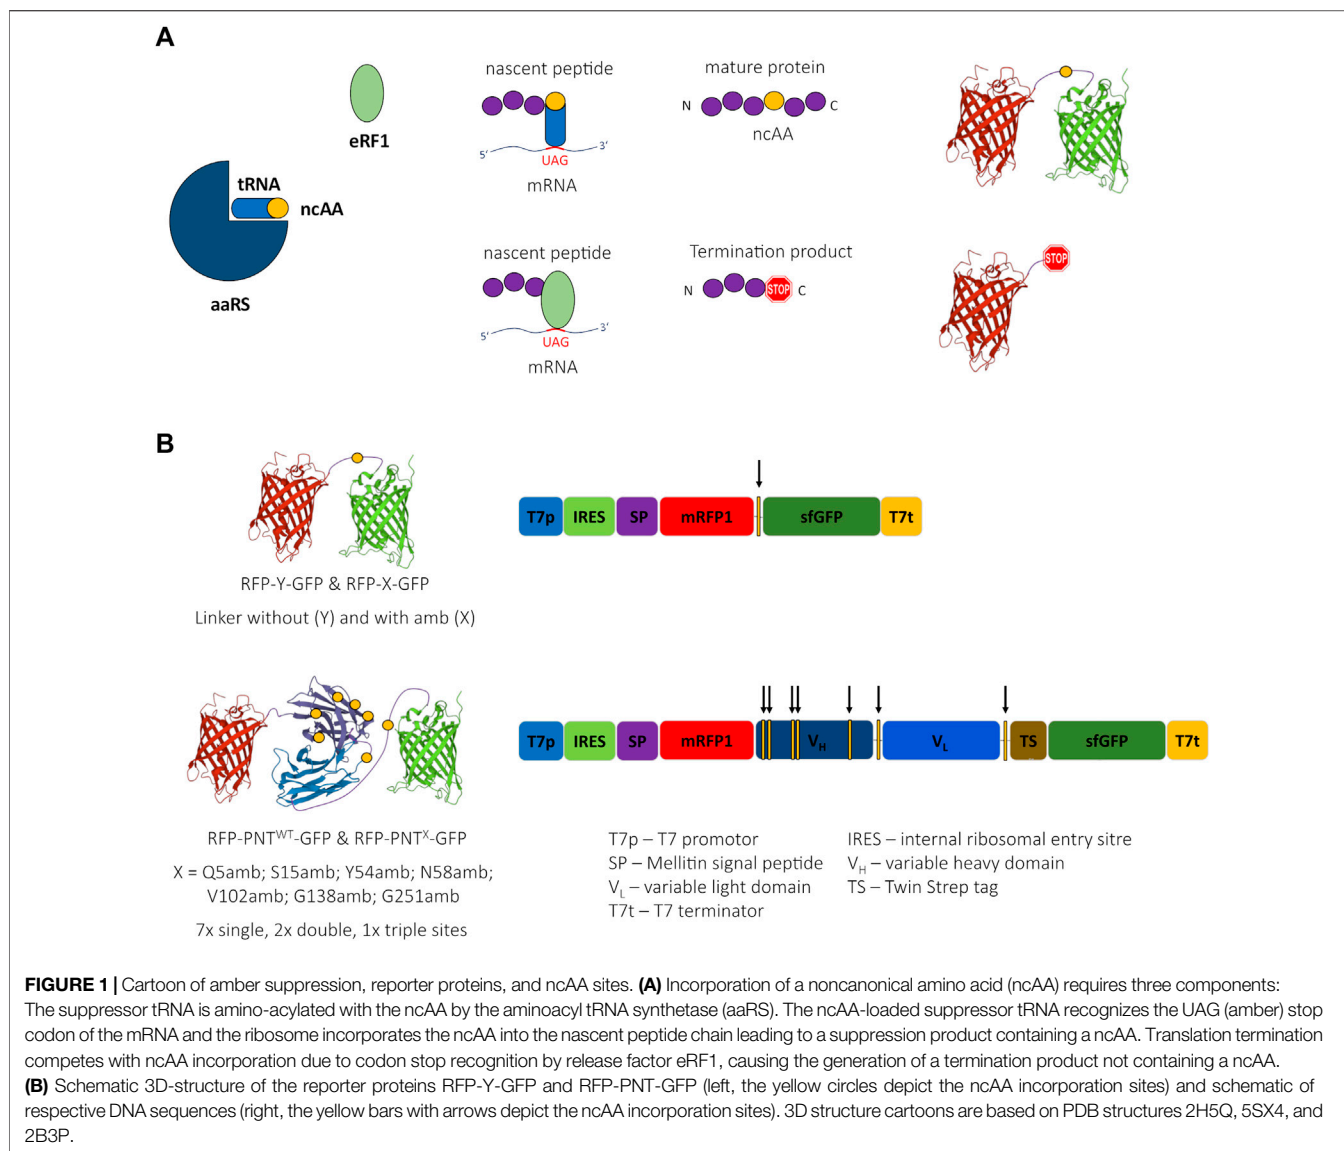 A
eRF1
tRNA
ncAA
aaRS
nascent peptide
5’
3’
UAG
mRNA
mature protein
N
C
ncAA
nascent peptide
5’
3’
UAG
mRNA
Termination product
N
STOP
C
STOP
B
RFP-Y-GFP & RFP-X-GFP
Linker without (Y) and with amb (X)
T7p IRES SP mRFP1 sfGFP T7t
RFP-PNTWT-GFP & RFP-PNTX-GFP
X = Q5amb; S15amb; Y54amb; N58amb;
V102amb; G138amb; G251amb
7x single, 2x double, 1x triple sites
T7p IRES SP mRFP1 VH VL TS sfGFP T7t
T7p – T7 promotor
SP – Mellitin signal peptide
VL – variable light domain
T7t – T7 terminator
IRES – internal ribosomal entry sitre
VH – variable heavy domain
TS – Twin Strep tag
FIGURE 1 | Cartoon of amber suppression, reporter proteins, and ncAA sites. (A) Incorporation of a noncanonical amino acid (ncAA) requires three components:
The suppressor tRNA is amino-acylated with the ncAA by the aminoacyl tRNA synthetase (aaRS). The ncAA-loaded suppressor tRNA recognizes the UAG (amber) stop
codon of the mRNA and the ribosome incorporates the ncAA into the nascent peptide chain leading to a suppression product containing a ncAA. Translation termination
competes with ncAA incorporation due to codon stop recognition by release factor eRF1, causing the generation of a termination product not containing a ncAA.
(B) Schematic 3D-structure of the reporter proteins RFP-Y-GFP and RFP-PNT-GFP (left, the yellow circles depict the ncAA incorporation sites) and schematic of
respective DNA sequences (right, the yellow bars with arrows depict the ncAA incorporation sites). 3D structure cartoons are based on PDB structures 2H5Q, 5SX4, and
2B3P.